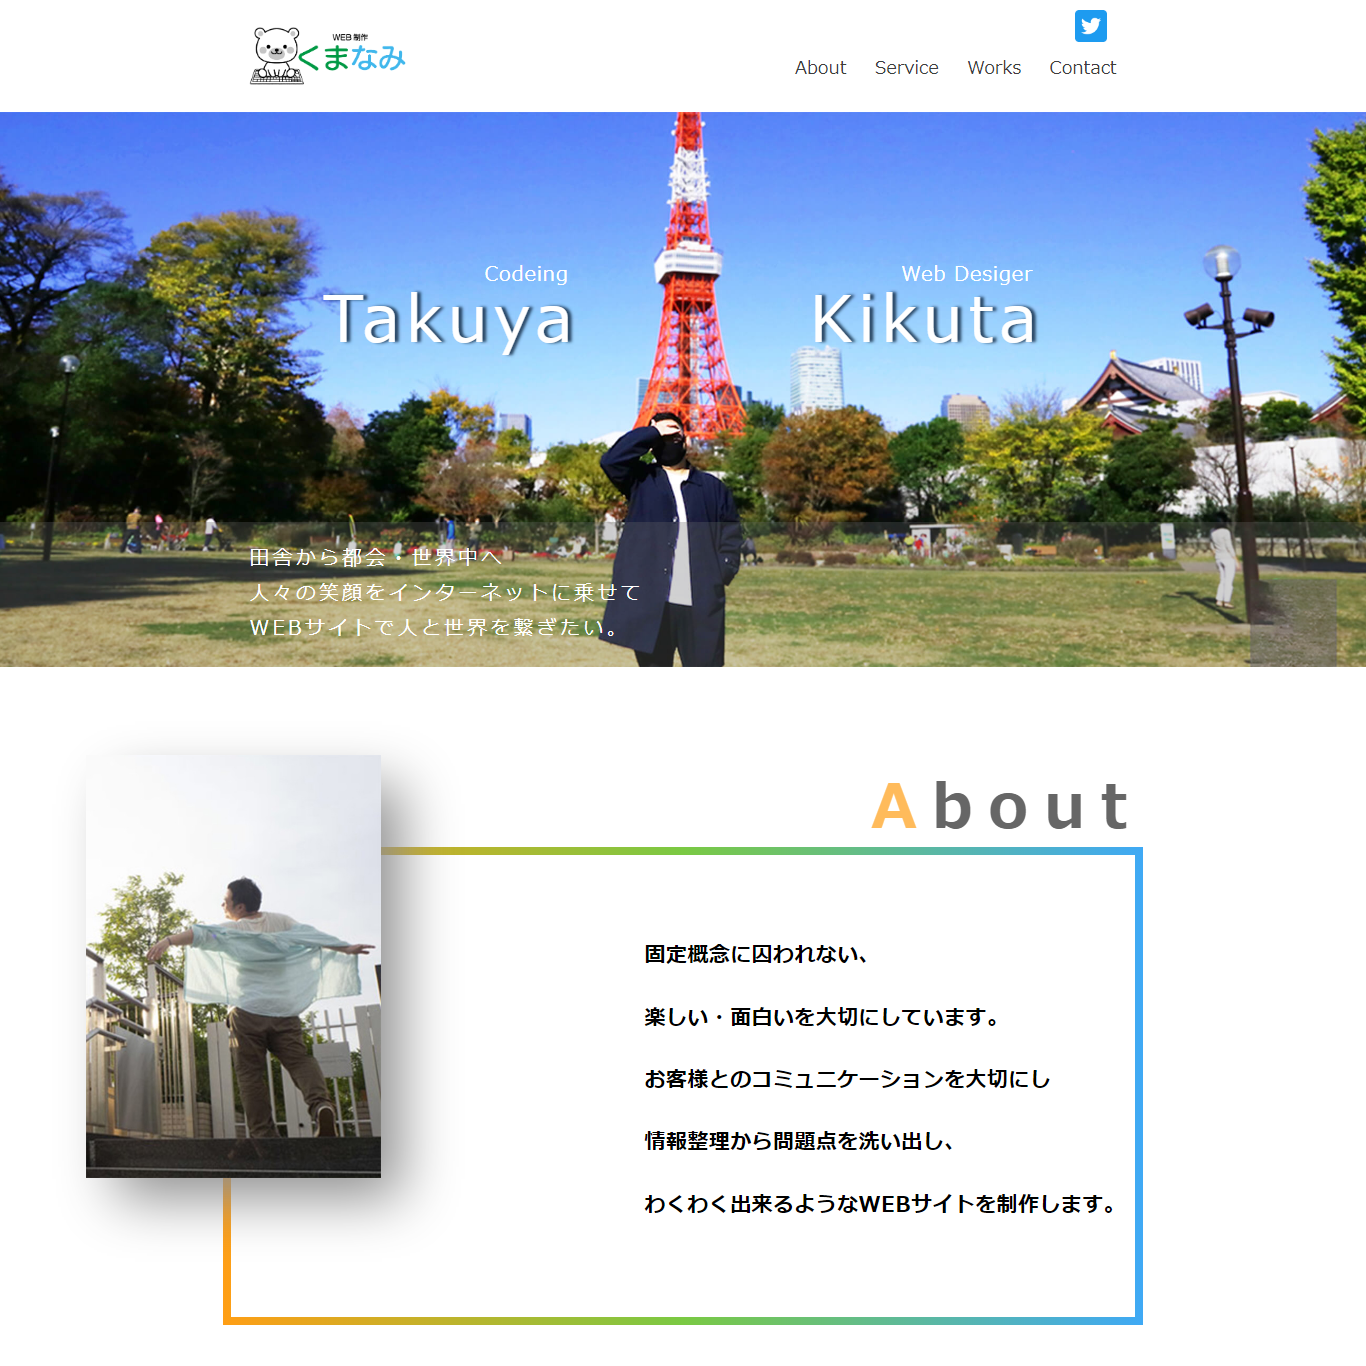 WEB制作
くまなみ
About Service Works Contact
Codeing
Takuya
Web Desiger
Kikuta
田舎から都会・世界中へ
人々の笑顔をインターネットに乗せて
WEBサイトで人と世界を繋ぎたい。
About
固定概念に囚われない、
楽しい・面白いを大切にしています。
お客様とのコミュニケーションを大切にし
情報整理から問題点を洗い出し、
わくわく出来るようなWEBサイトを制作します。